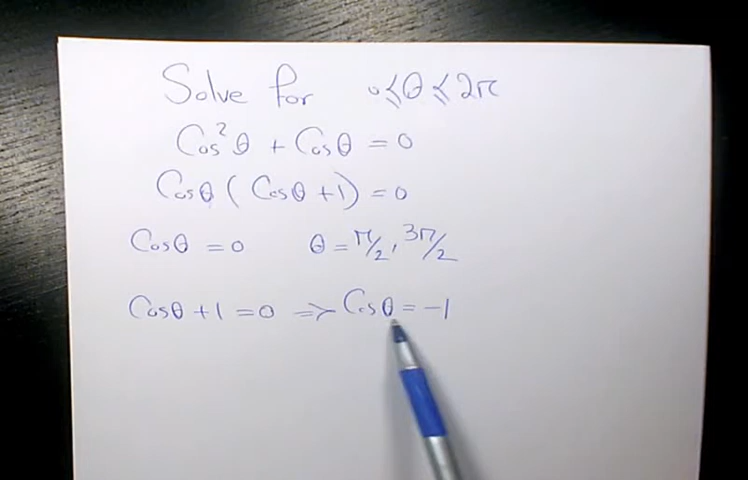 Solve for 0⩽θ⩽2π
Cos²θ + Cosθ = 0
Cosθ ( Cosθ +1) = 0
Cosθ = 0 θ = π/2, 3π/2
Cosθ +1 = 0 => Cosθ = -1